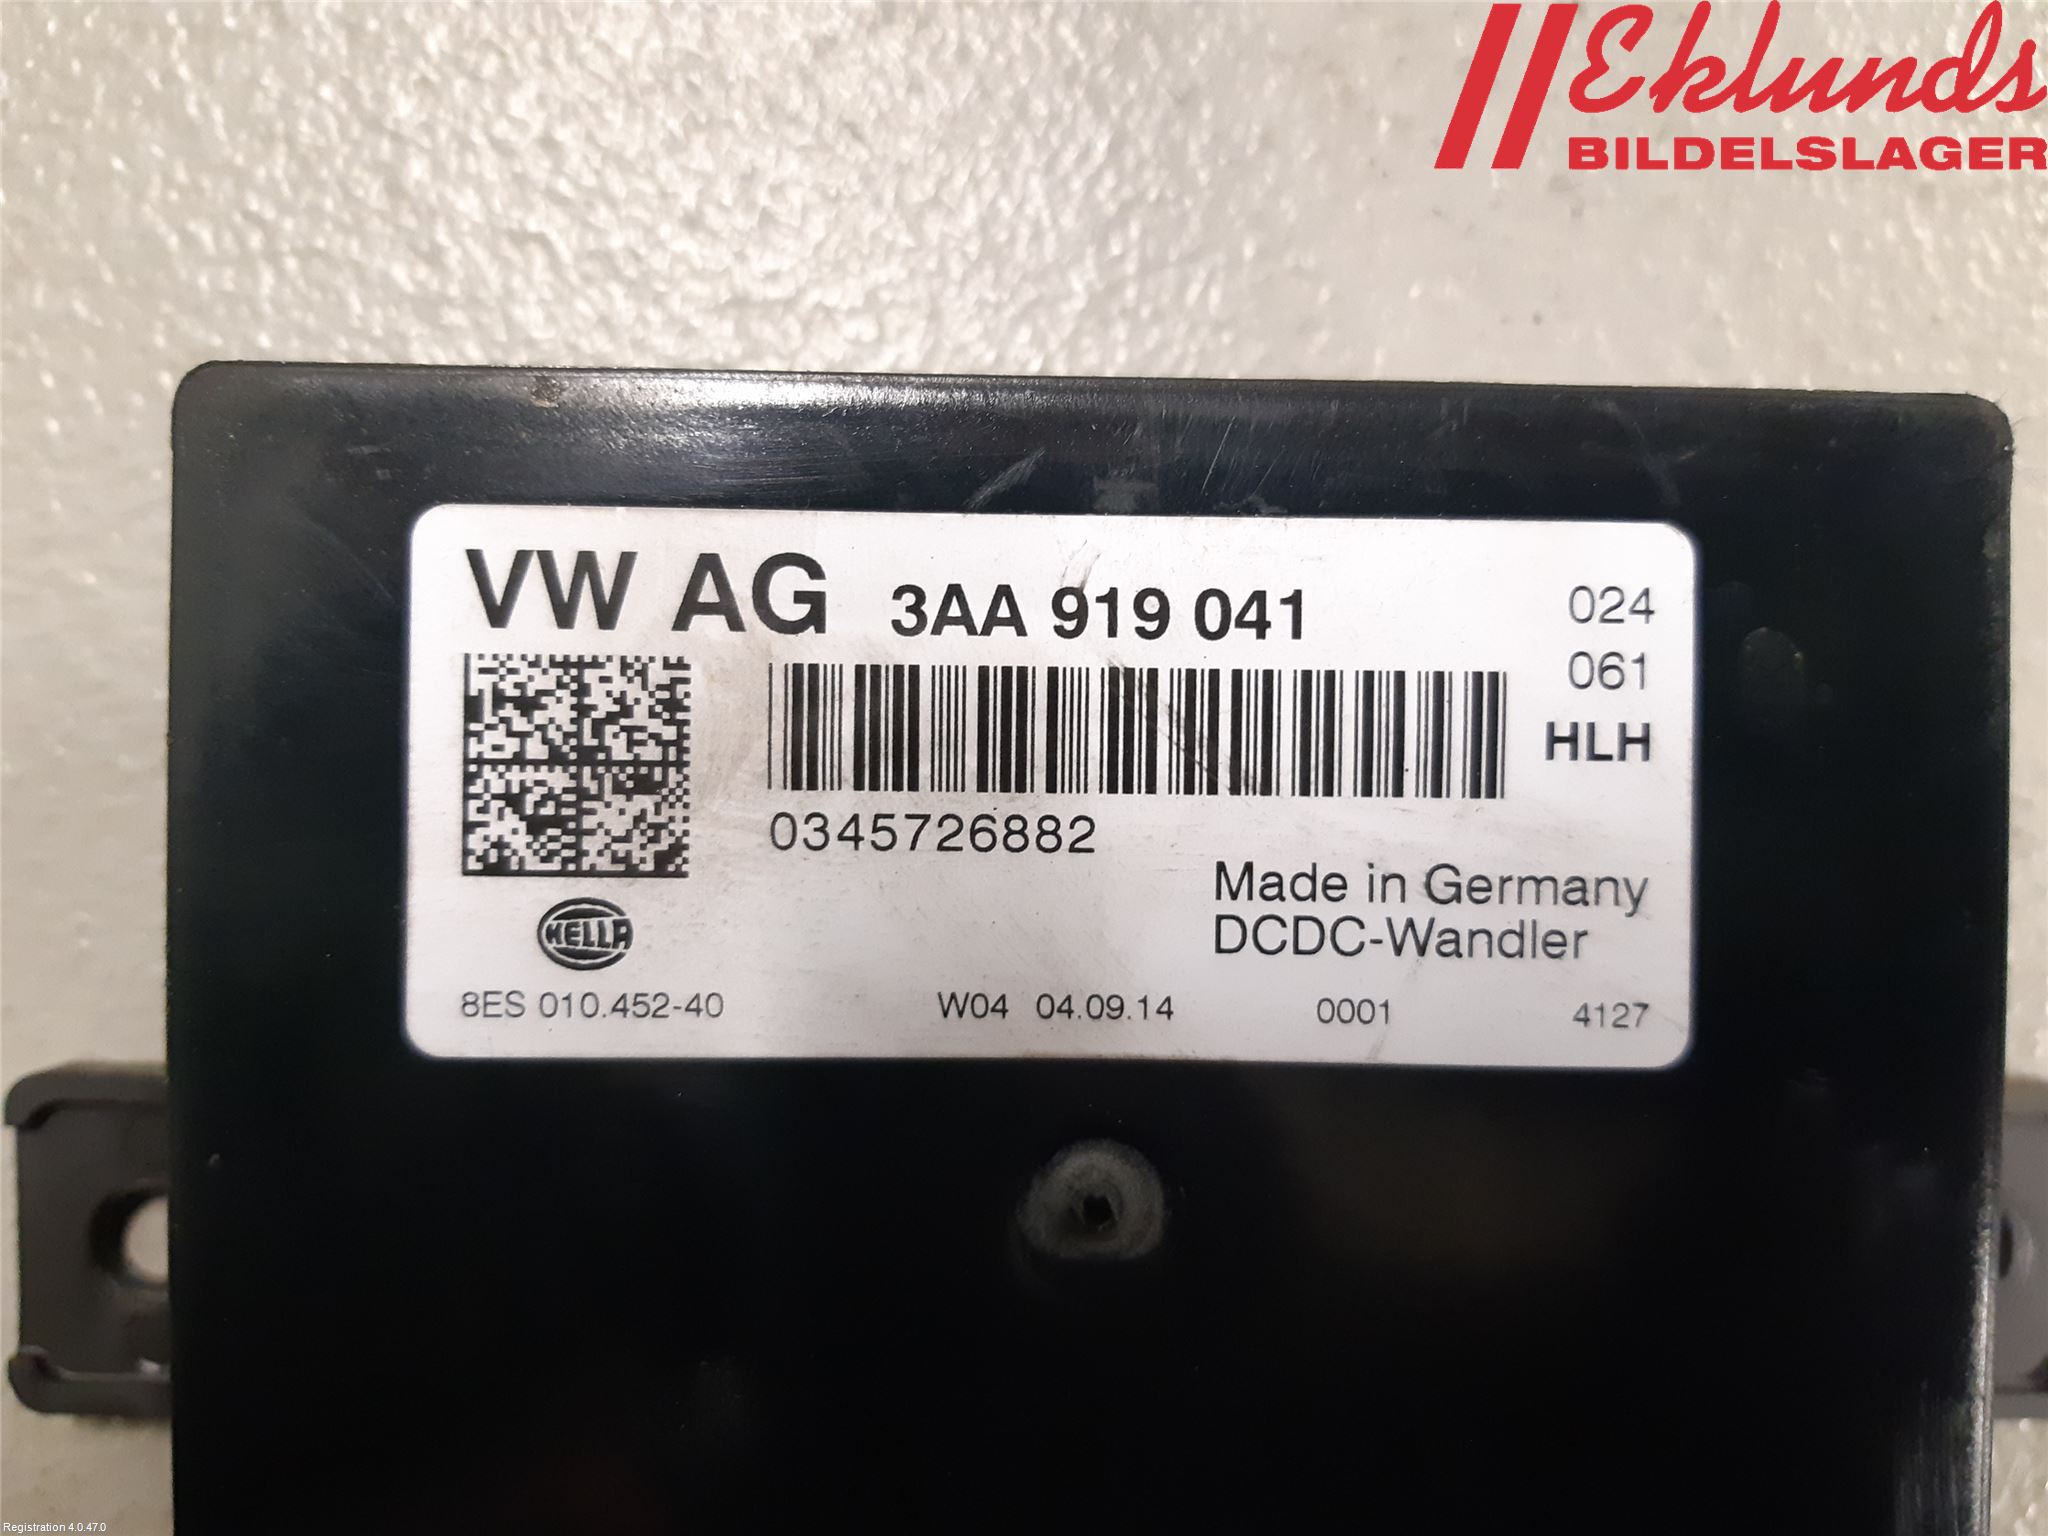 Eklunds
BILDELSLAGER
VW AG 3AA 919 041 024
061
HLH
0345726882
Made in Germany
DCDC-Wandler
HELLA
8ES 010.452-40 W04 04.09.14 0001 4127
Registration 4.0.47.0